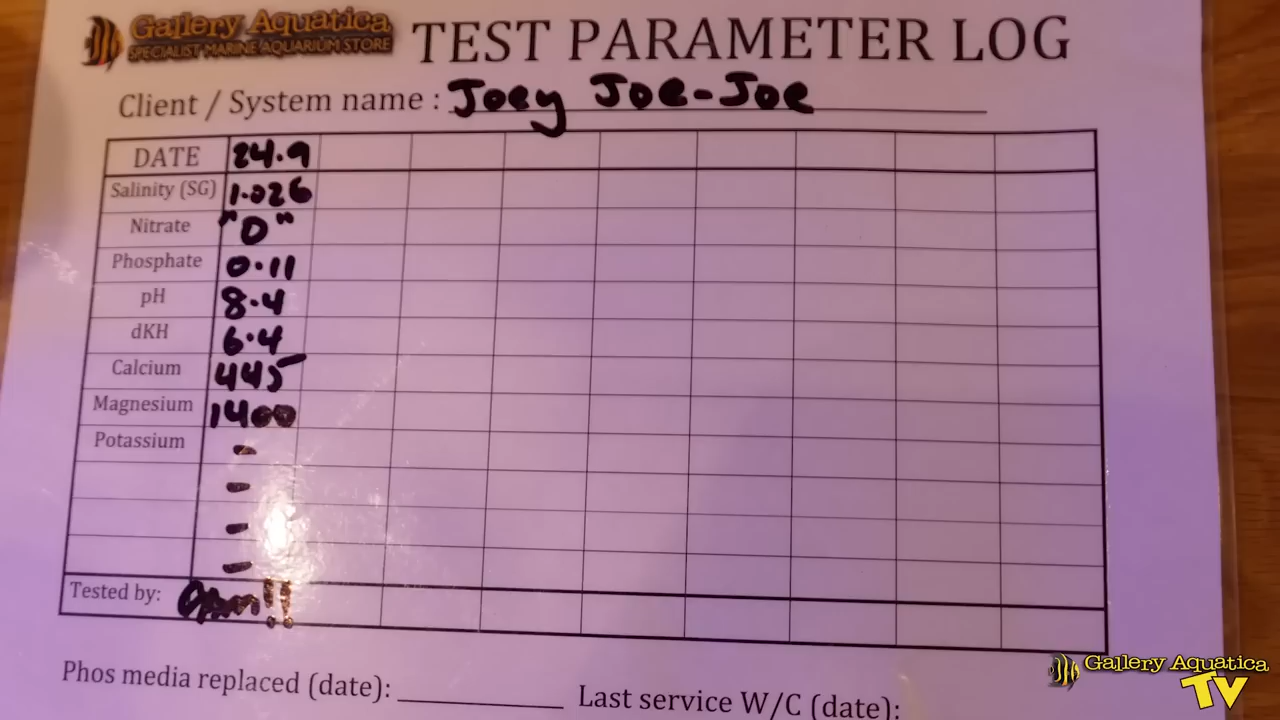 Gallery Aquatica
SPECIALIST MARINE AQUARIUM STORE
TEST PARAMETER LOG
Client / System name : Joey Joe-Joe
DATE 24.9
Salinity (SG) 1.026
Nitrate "0"
Phosphate 0.11
pH 8.4
dKH 6.4
Calcium 445
Magnesium 1400
Potassium -
-
-
-
Tested by:
Phos media replaced (date): Last service W/C (date):
Gallery Aquatica
TV